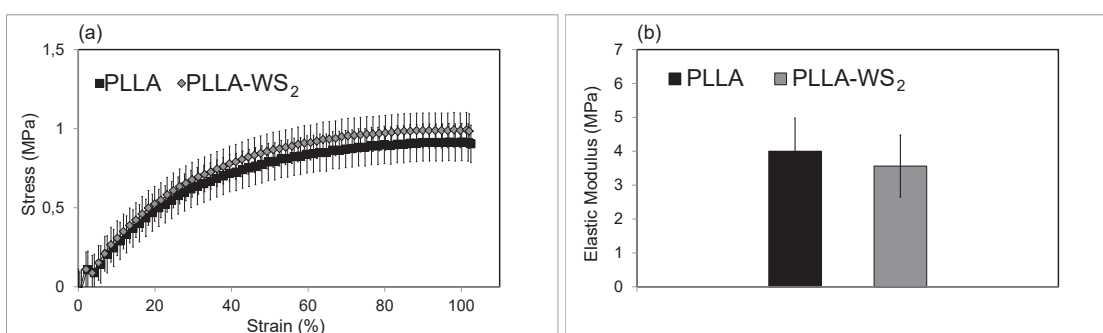 (a)
1,5
1
0,5
0
Stress (MPa)
PLLA PLLA-WS₂
0 20 40 60 80 100
Strain (%)
(b)
7
6
5
4
3
2
1
0
Elastic Modulus (MPa)
PLLA PLLA-WS₂